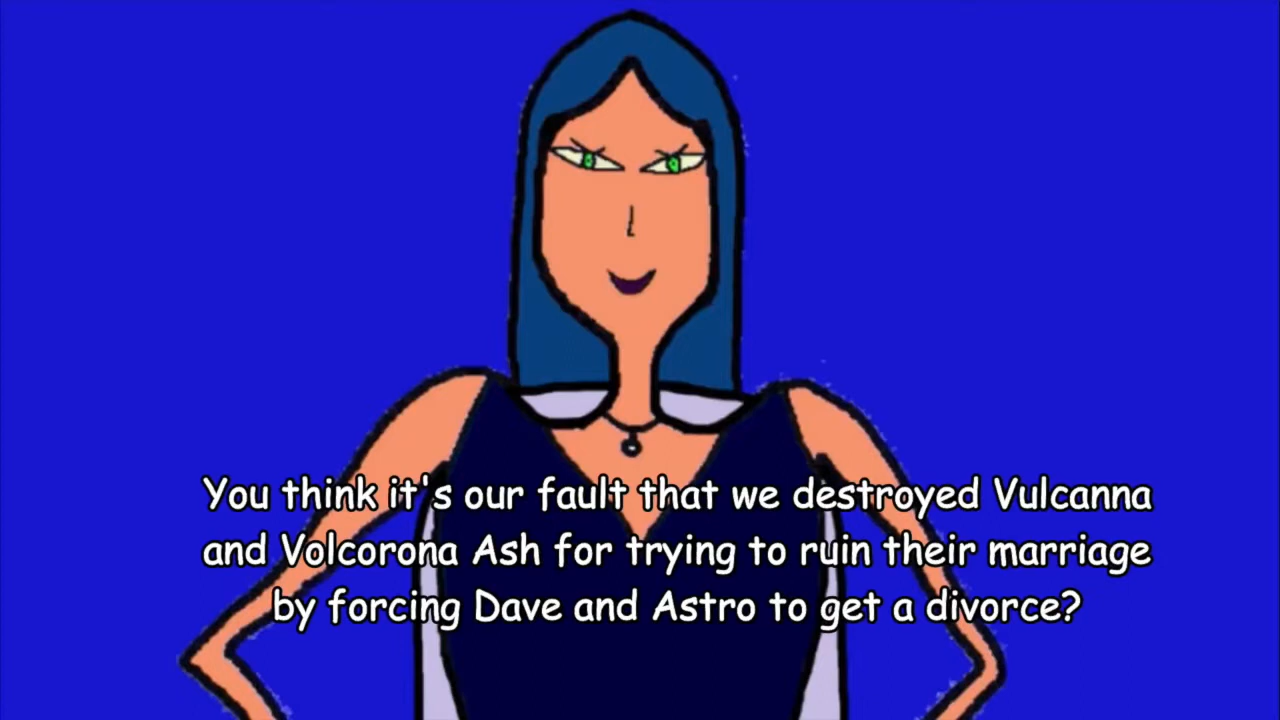 You think it's our fault that we destroyed Vulcanna
and Volcorona Ash for trying to ruin their marriage
by forcing Dave and Astro to get a divorce?